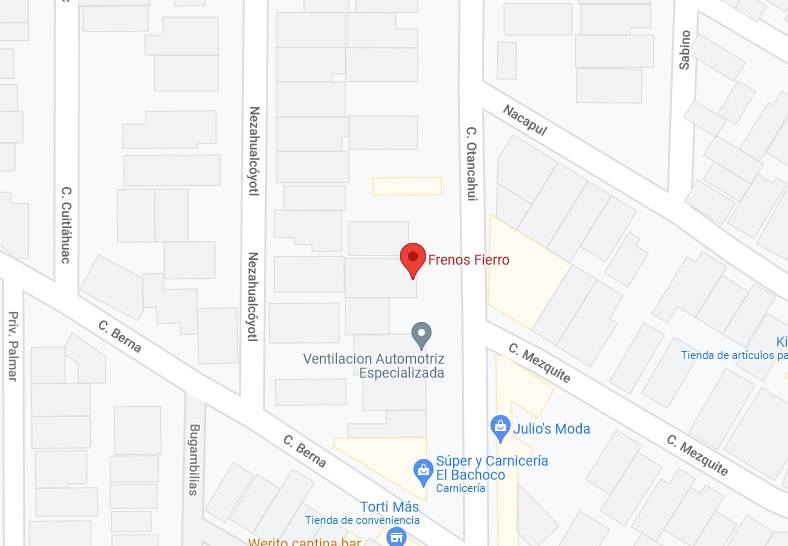 Sabino
Nacapul
Nezahualcóyotl
C. Otancahui
C. Cuitláhuac
Nezahualcóyotl
Frenos Fierro
Priv. Palmar
C. Berna
Ventilacion Automotriz
Especializada
C. Mezquite
Ki
Tienda de artículos pa
Julio's Moda
C. Mezquite
Bugambilias
C. Berna
Súper y Carnicería
El Bachoco
Carnicería
Torti Más
Tienda de conveniencia
Werito cantina bar